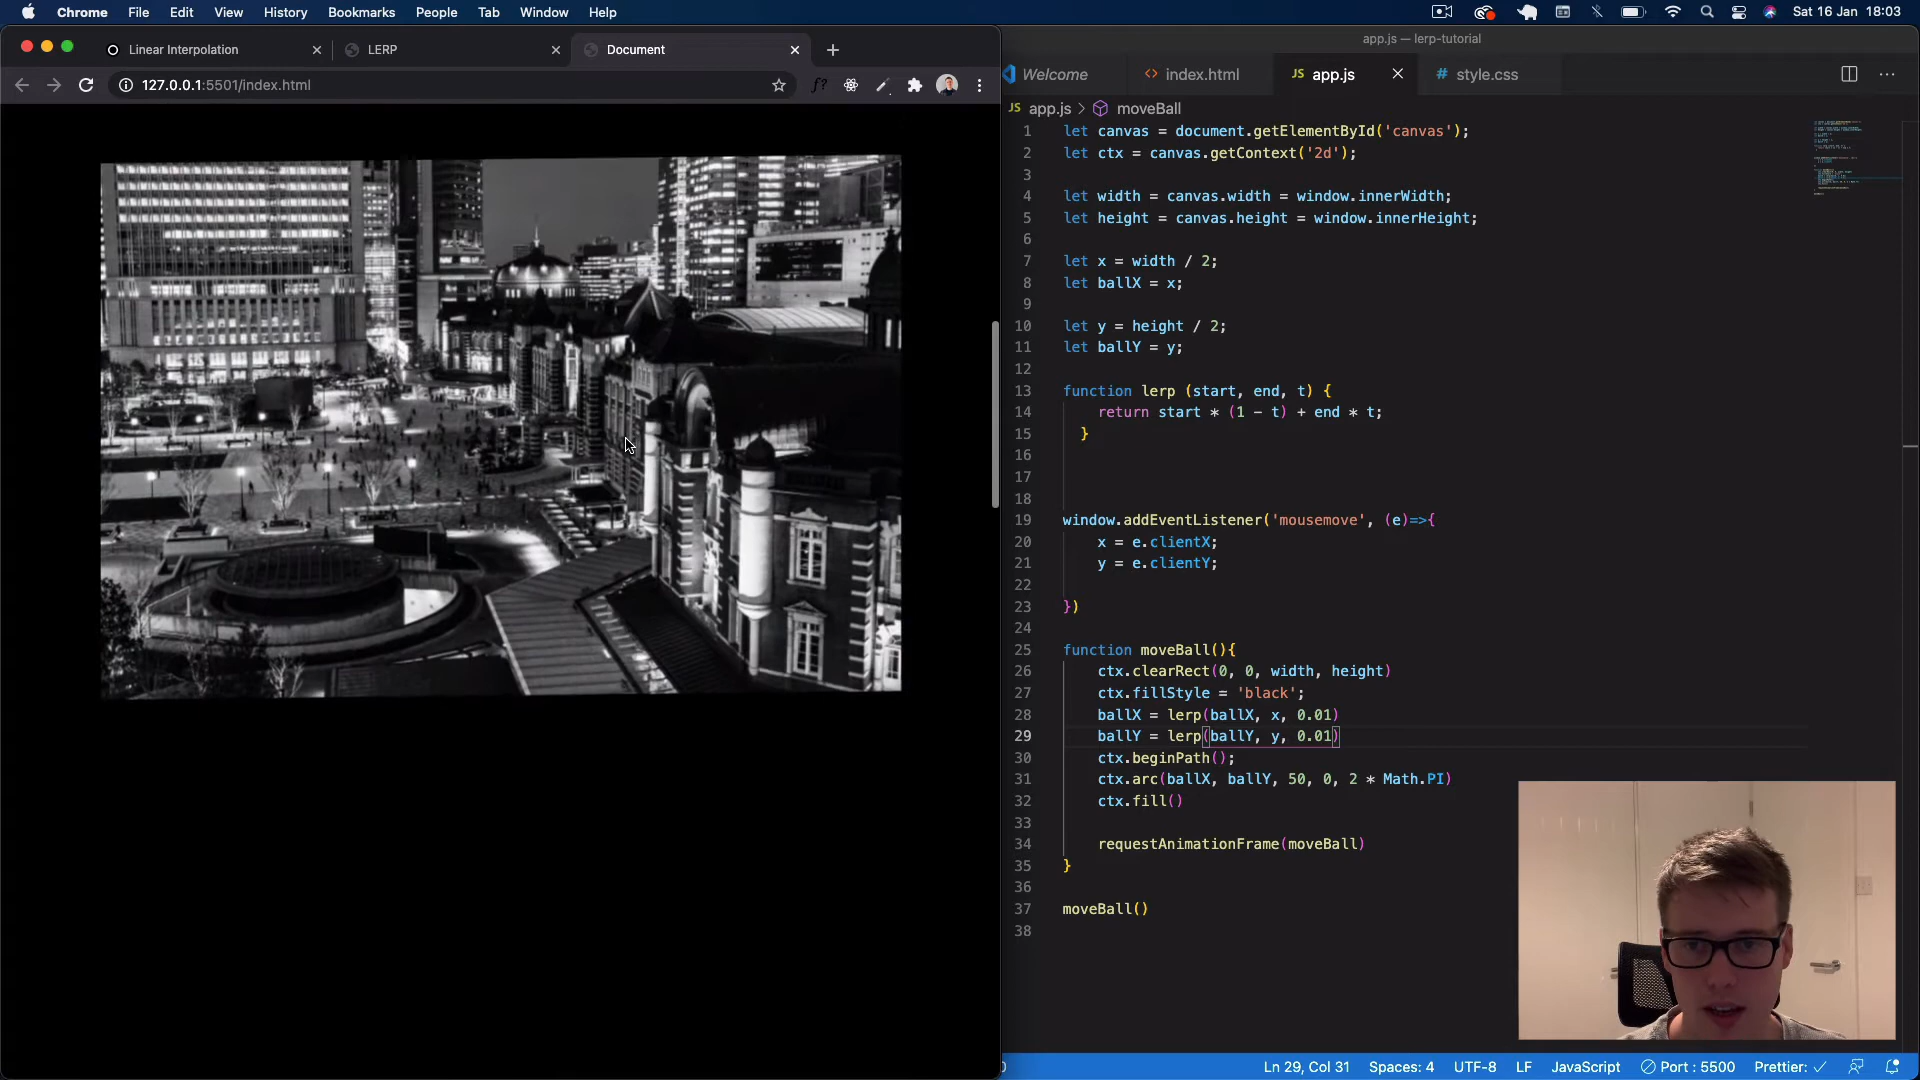 Chrome File Edit View History Bookmarks People Tab Window Help
Sat 16 Jan 18:03
Linear Interpolation
LERP
Document
127.0.0.1:5501/index.html
f?
app.js — lerp-tutorial
Welcome
<> index.html
JS app.js
# style.css
JS app.js > moveBall
1 let canvas = document.getElementById('canvas');
2 let ctx = canvas.getContext('2d');
3
4 let width = canvas.width = window.innerWidth;
5 let height = canvas.height = window.innerHeight;
6
7 let x = width / 2;
8 let ballX = x;
9
10 let y = height / 2;
11 let ballY = y;
12
13 function lerp (start, end, t) {
14 return start * (1 - t) + end * t;
15 }
16
17
18
19 window.addEventListener('mousemove', (e)=>{
20 x = e.clientX;
21 y = e.clientY;
22
23 })
24
25 function moveBall(){
26 ctx.clearRect(0, 0, width, height)
27 ctx.fillStyle = 'black';
28 ballX = lerp(ballX, x, 0.01)
29 ballY = lerp(ballY, y, 0.01)
30 ctx.beginPath();
31 ctx.arc(ballX, ballY, 50, 0, 2 * Math.PI)
32 ctx.fill()
33
34 requestAnimationFrame(moveBall)
35 }
36
37 moveBall()
38
Ln 29, Col 31 Spaces: 4 UTF-8 LF JavaScript Port : 5500 Prettier: ✓